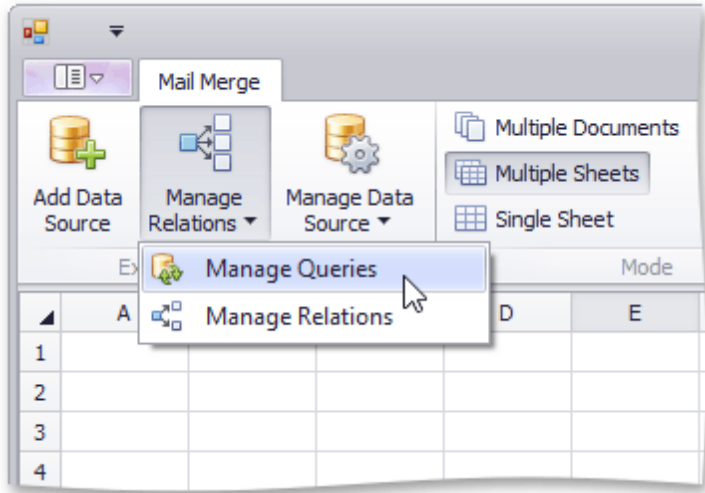 Mail Merge
Add Data
Source
Manage
Relations
Manage Data
Source
Multiple Documents
Multiple Sheets
Single Sheet
Mode
Manage Queries
Manage Relations
A D E
1
2
3
4